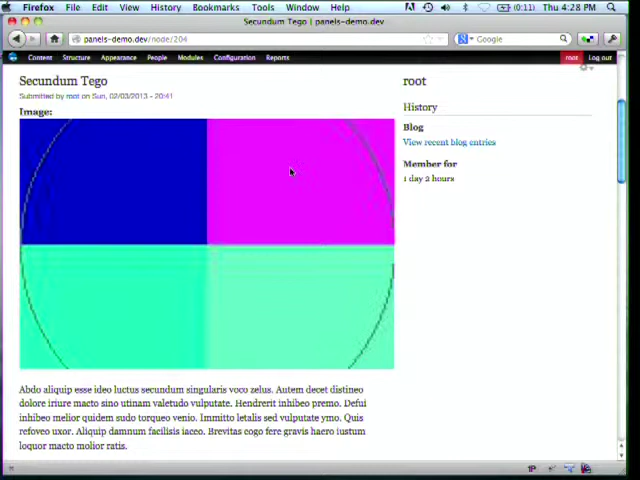 Firefox File Edit View History Bookmarks Tools Window Help (0:11) Thu 4:28 PM
Secundum Tego | panels-demo.dev
panels-demo.dev/node/204 Google
Content Structure Appearance People Modules Configuration Reports root Log out
Secundum Tego
Submitted by root on Sun, 02/03/2013 - 20:41
Image:
root
History
Blog
View recent blog entries
Member for
1 day 2 hours
Abdo aliquip esse ideo luctus secundum singularis voco zelus. Autem decet distineo
dolore iriure macto sino utinam valetudo vulputate. Hendrerit inhibeo premo. Defui
inhibeo melior quidem sudo torqueo venio. Immitto letalis sed vulputate ymo. Quis
refoveo uxor. Aliquip damnum facilisis iaceo. Brevitas cogo fere gravis haero iustum
loquor macto molior ratis.